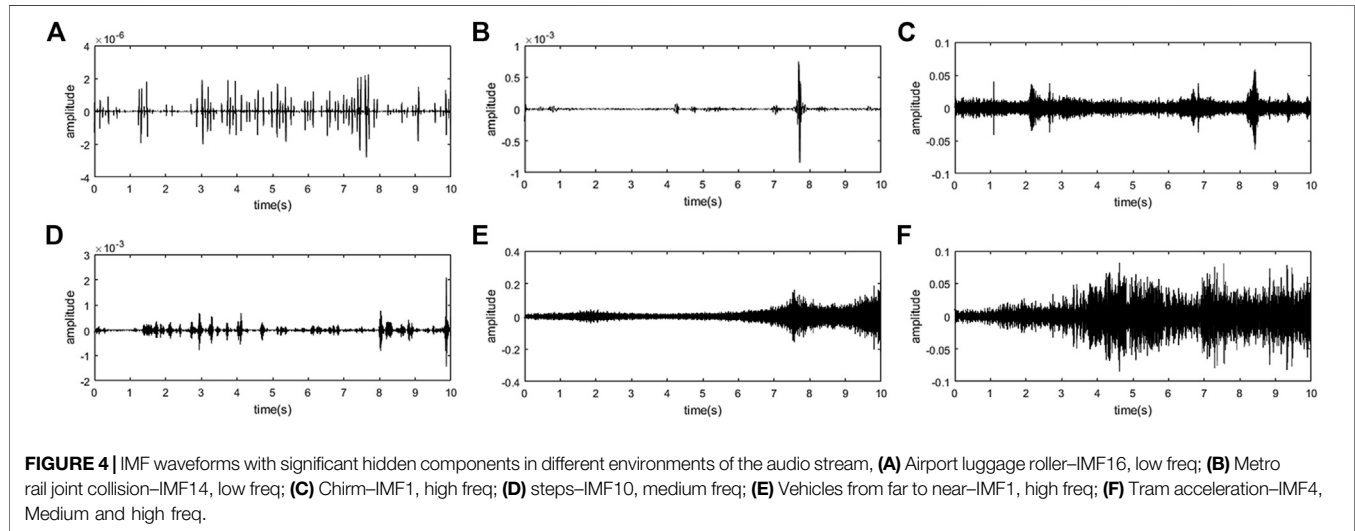 A
×10⁻⁶
4
2
0
-2
-4
amplitude
0 1 2 3 4 5 6 7 8 9 10
time(s)
B
×10⁻³
1
0.5
0
-0.5
-1
amplitude
0 1 2 3 4 5 6 7 8 9 10
time(s)
C
0.1
0.05
0
-0.05
-0.1
amplitude
0 1 2 3 4 5 6 7 8 9 10
time(s)
D
×10⁻³
3
2
1
0
-1
-2
amplitude
0 1 2 3 4 5 6 7 8 9 10
time(s)
E
0.4
0.2
0
-0.2
-0.4
amplitude
0 1 2 3 4 5 6 7 8 9 10
time(s)
F
0.1
0.05
0
-0.05
-0.1
amplitude
0 1 2 3 4 5 6 7 8 9 10
time(s)
FIGURE 4 | IMF waveforms with significant hidden components in different environments of the audio stream, (A) Airport luggage roller–IMF16, low freq; (B) Metro
rail joint collision–IMF14, low freq; (C) Chirm–IMF1, high freq; (D) steps–IMF10, medium freq; (E) Vehicles from far to near–IMF1, high freq; (F) Tram acceleration–IMF4,
Medium and high freq.